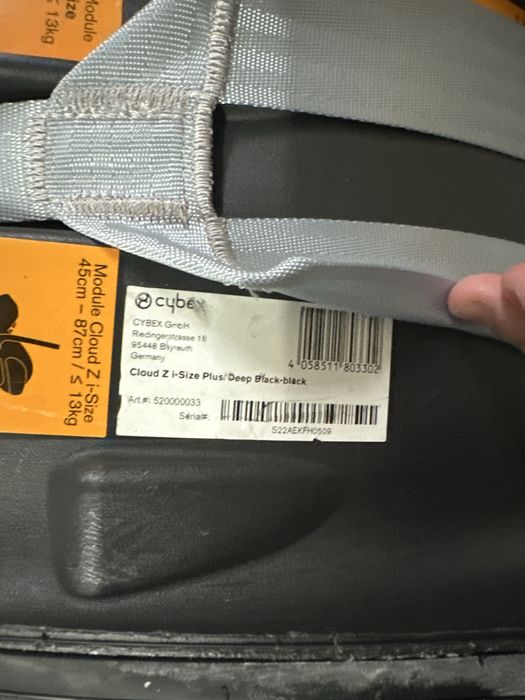 Module
ize
≤ 13kg
Module Cloud Z i-Size
45cm – 87cm / ≤ 13kg
cybex
CYBEX GmbH
Riedingerstrasse 18
95448 Bayreuth
Germany
4 058511 803302
Cloud Z i-Size Plus/Deep Black-black
Art.#: 520000033
Serial#:
S22AEKFH0509